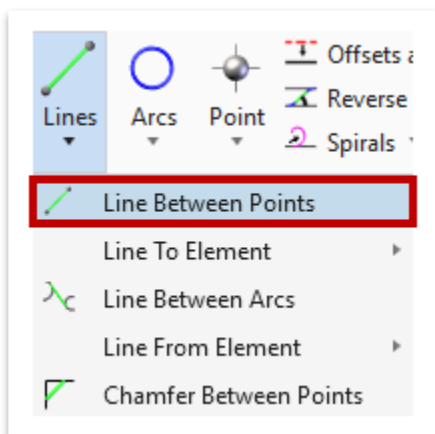 Lines
Arcs
Point
Offsets a
Reverse
Spirals
Line Between Points
Line To Element
Line Between Arcs
Line From Element
Chamfer Between Points